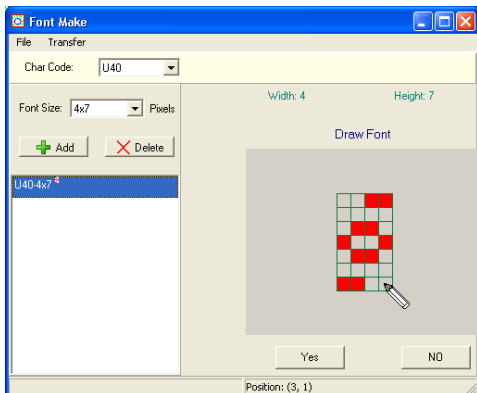 Font Make
File Transfer
Char Code: U40
Width: 4 Height: 7
Font Size: 4x7 Pixels
Draw Font
Add Delete
U40-4x7
Yes NO
Position: (3, 1)